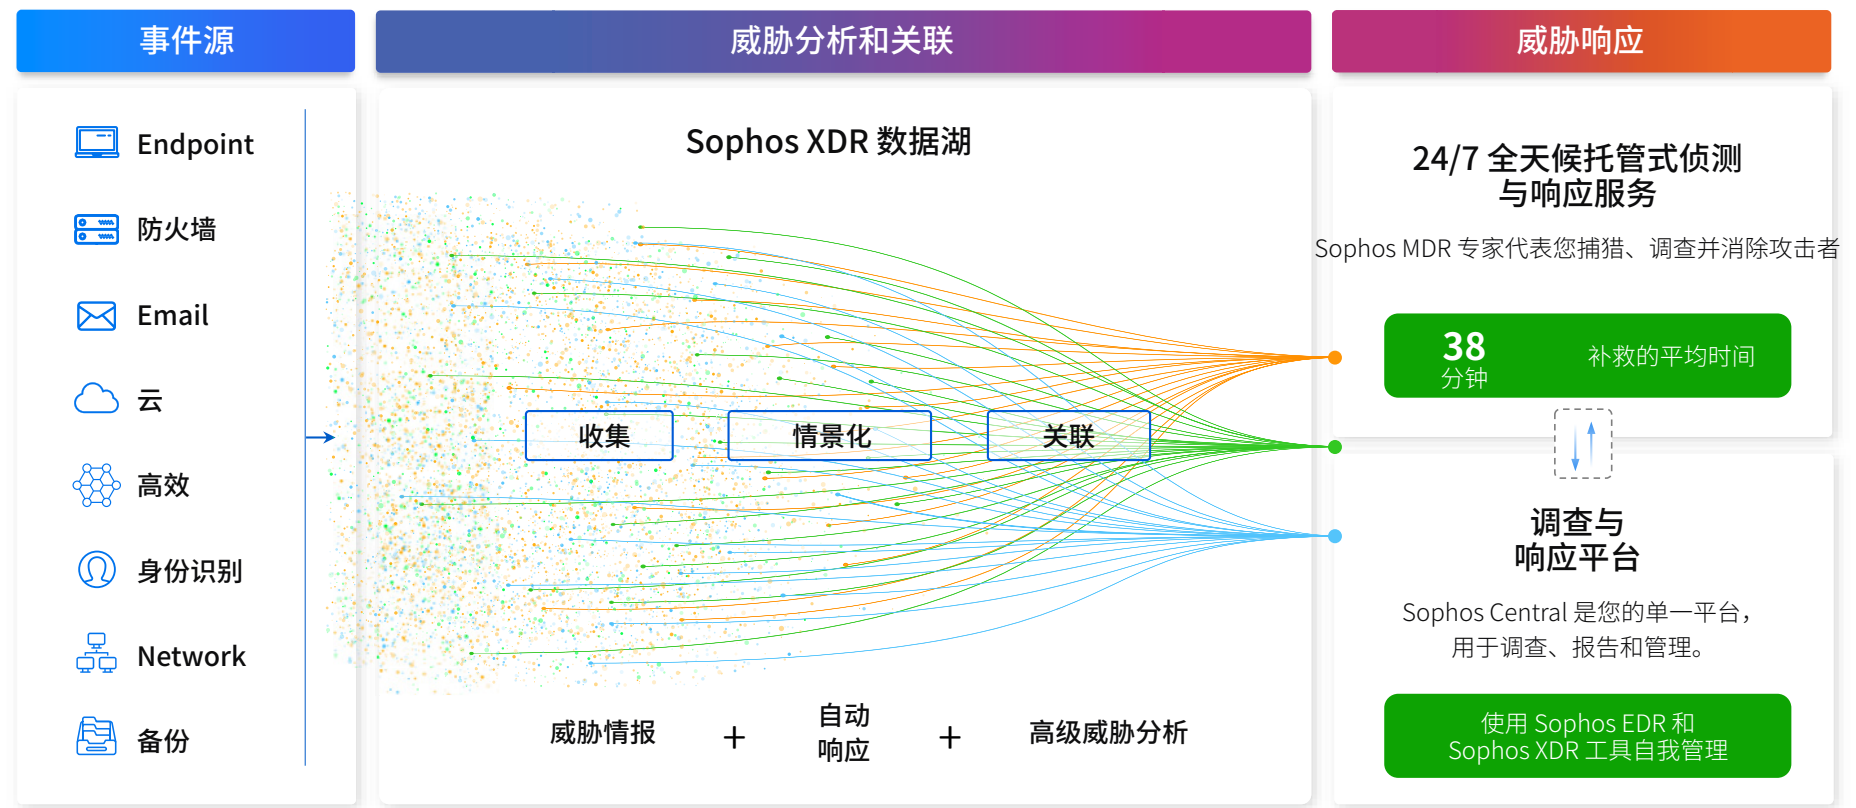 事件源
Endpoint
防火墙
Email
云
高效
身份识别
Network
备份
威胁分析和关联
Sophos XDR 数据湖
收集
情景化
关联
威胁情报
+
自动
响应
+
高级威胁分析
威胁响应
24/7 全天候托管式侦测
与响应服务
Sophos MDR 专家代表您捕猎、调查并消除攻击者
38
分钟
补救的平均时间
调查与
响应平台
Sophos Central 是您的单一平台，
用于调查、报告和管理。
使用 Sophos EDR 和
Sophos XDR 工具自我管理